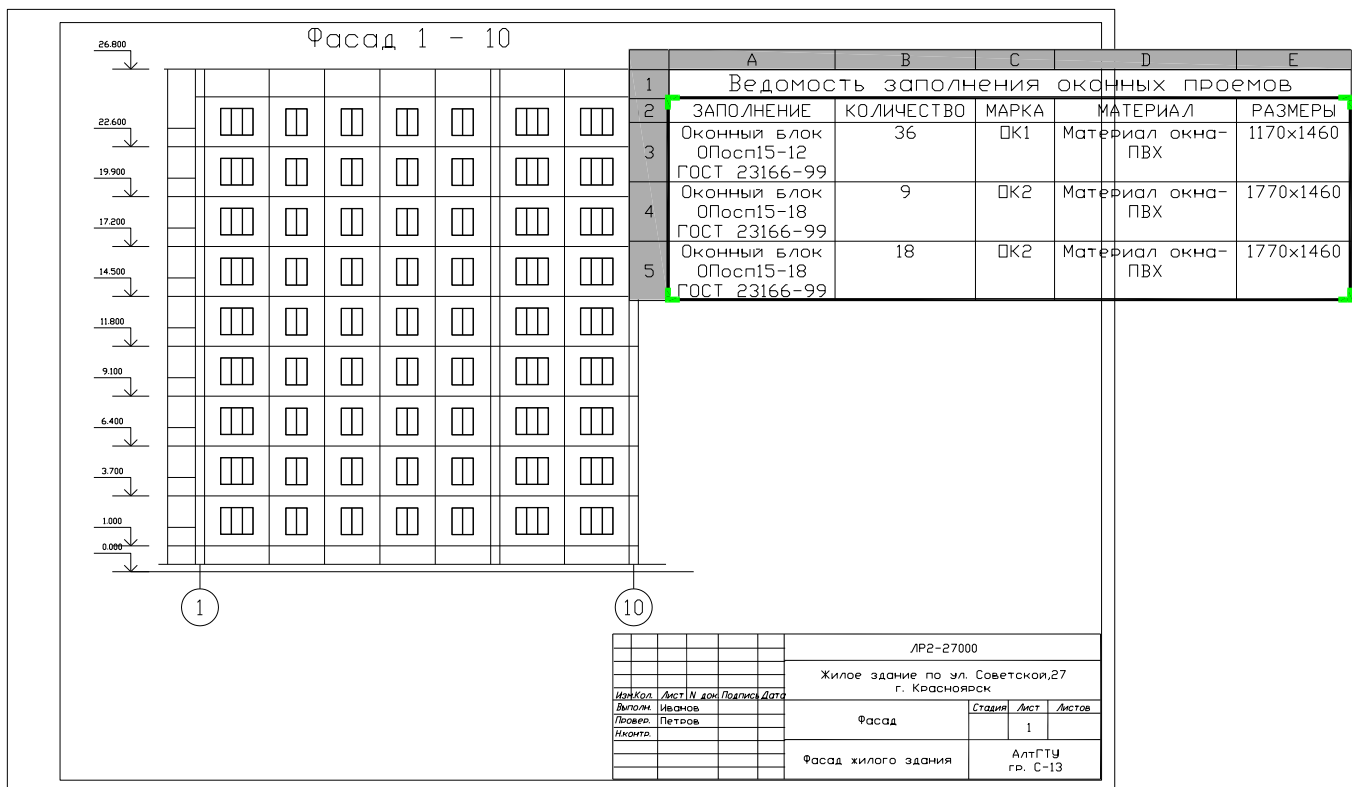 Фасад 1 - 10
26.800
22.600
19.900
17.200
14.500
11.800
9.100
6.400
3.700
1.000
0.000
1
10
A B C D E
1 Ведомость заполнения оконных проемов
2 ЗАПОЛНЕНИЕ КОЛИЧЕСТВО МАРКА МАТЕРИАЛ РАЗМЕРЫ
Оконный блок 36 ОК1 Материал окна- 1170х1460
3 ОПосп15-12 ПВХ
ГОСТ 23166-99
Оконный блок 9 ОК2 Материал окна- 1770х1460
4 ОПосп15-18 ПВХ
ГОСТ 23166-99
Оконный блок 18 ОК2 Материал окна- 1770х1460
5 ОПосп15-18 ПВХ
ГОСТ 23166-99
ЛР2-27000
Жилое здание по ул. Советской,27
г. Красноярск
Изм.Кол. Лист N док Подпись Дата
Выполн. Иванов
Провер. Петров
Н.контр.
Фасад
Стадия Лист Листов
1
Фасад жилого здания
АлтГТУ
гр. С-13